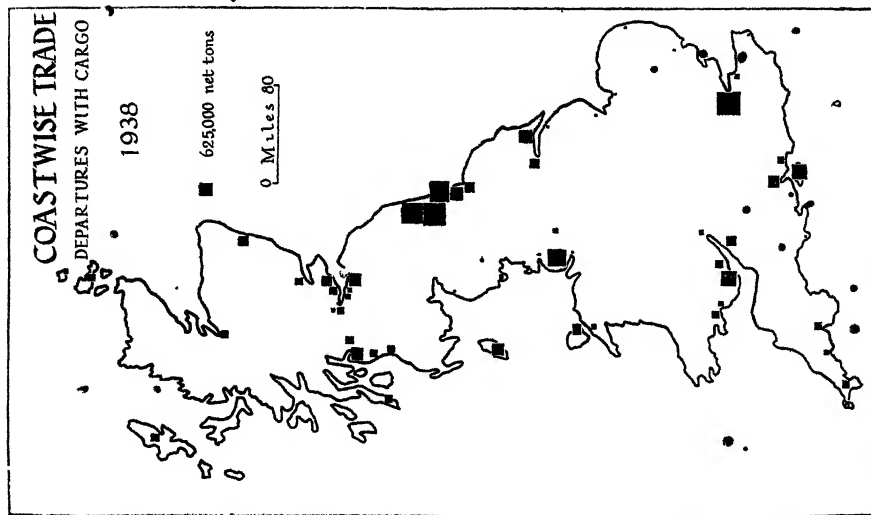 COASTWISE TRADE
DEPARTURES WITH CARGO
1938
625,000 net tons
0 Miles 80